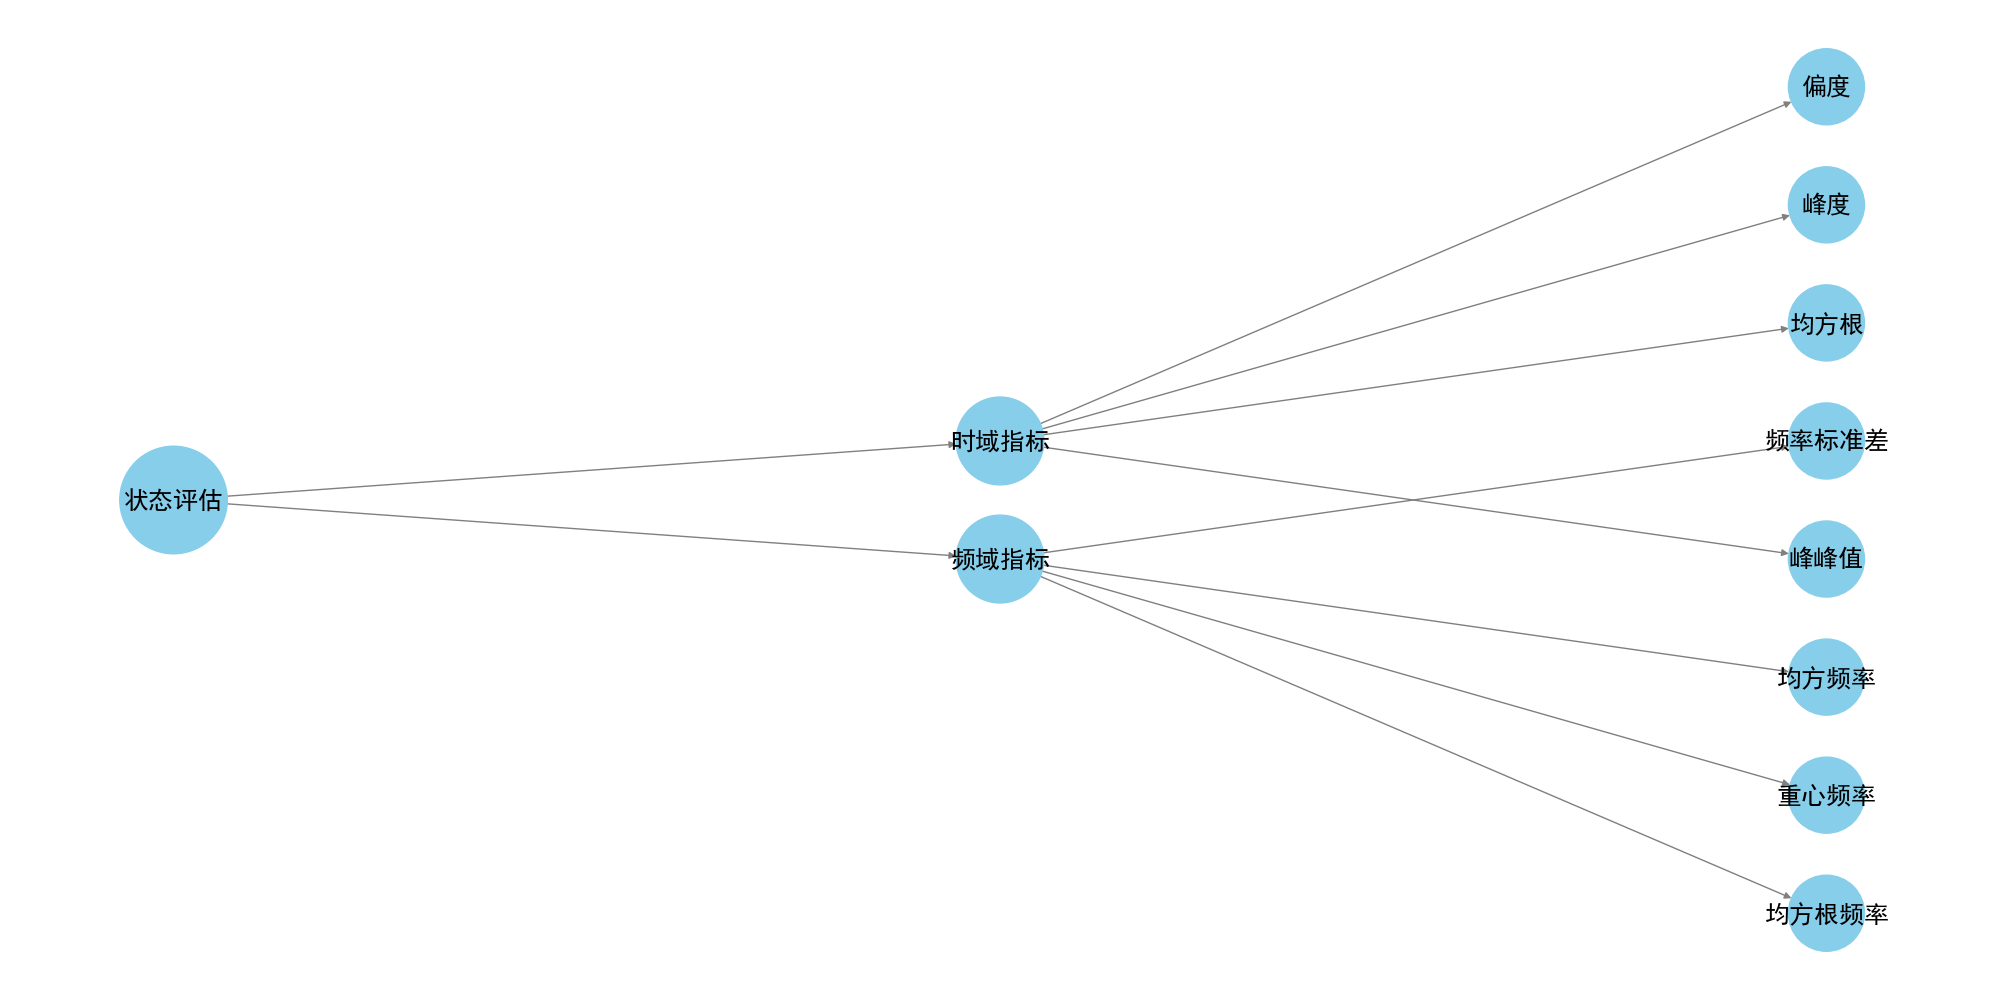 状态评估
时域指标
频域指标
偏度
峰度
均方根
频率标准差
峰峰值
均方频率
重心频率
均方根频率